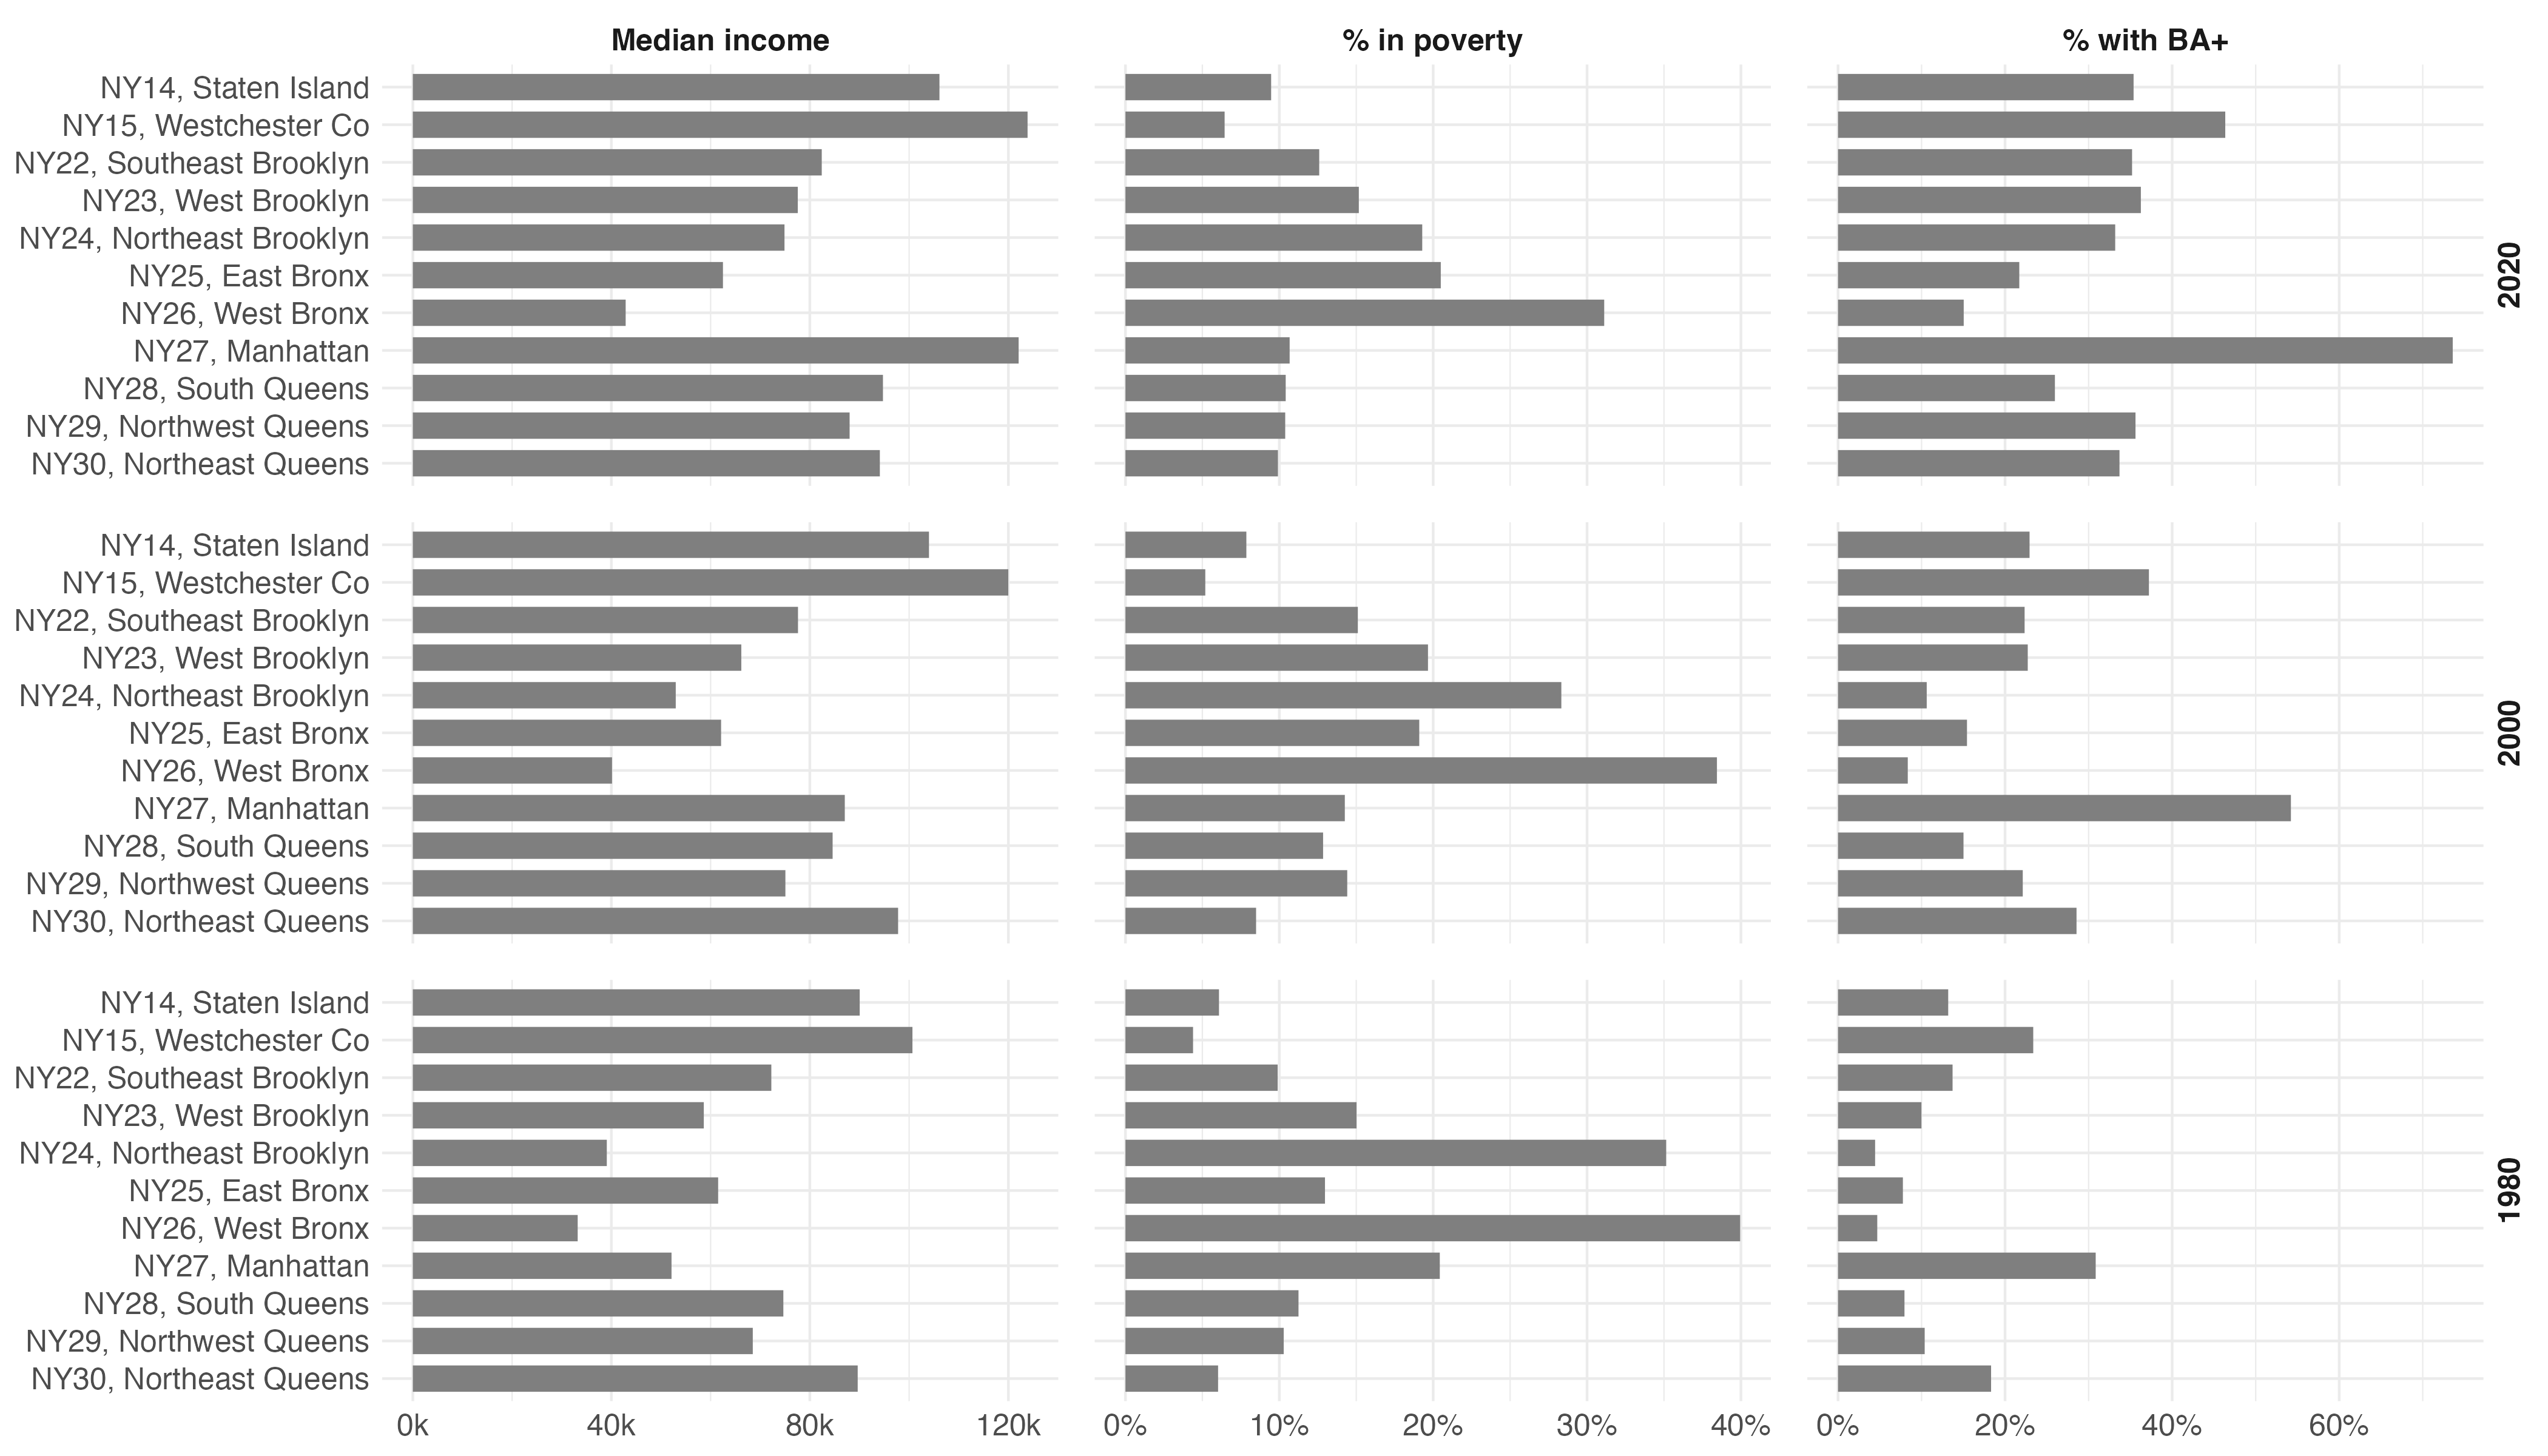 Median income % in poverty % with BA+
NY14, Staten Island
NY15, Westchester Co
NY22, Southeast Brooklyn
NY23, West Brooklyn
NY24, Northeast Brooklyn
NY25, East Bronx
NY26, West Bronx
NY27, Manhattan
NY28, South Queens
NY29, Northwest Queens
NY30, Northeast Queens
2020
NY14, Staten Island
NY15, Westchester Co
NY22, Southeast Brooklyn
NY23, West Brooklyn
NY24, Northeast Brooklyn
NY25, East Bronx
NY26, West Bronx
NY27, Manhattan
NY28, South Queens
NY29, Northwest Queens
NY30, Northeast Queens
2000
NY14, Staten Island
NY15, Westchester Co
NY22, Southeast Brooklyn
NY23, West Brooklyn
NY24, Northeast Brooklyn
NY25, East Bronx
NY26, West Bronx
NY27, Manhattan
NY28, South Queens
NY29, Northwest Queens
NY30, Northeast Queens
1980
0k 40k 80k 120k 0% 10% 20% 30% 40% 0% 20% 40% 60%